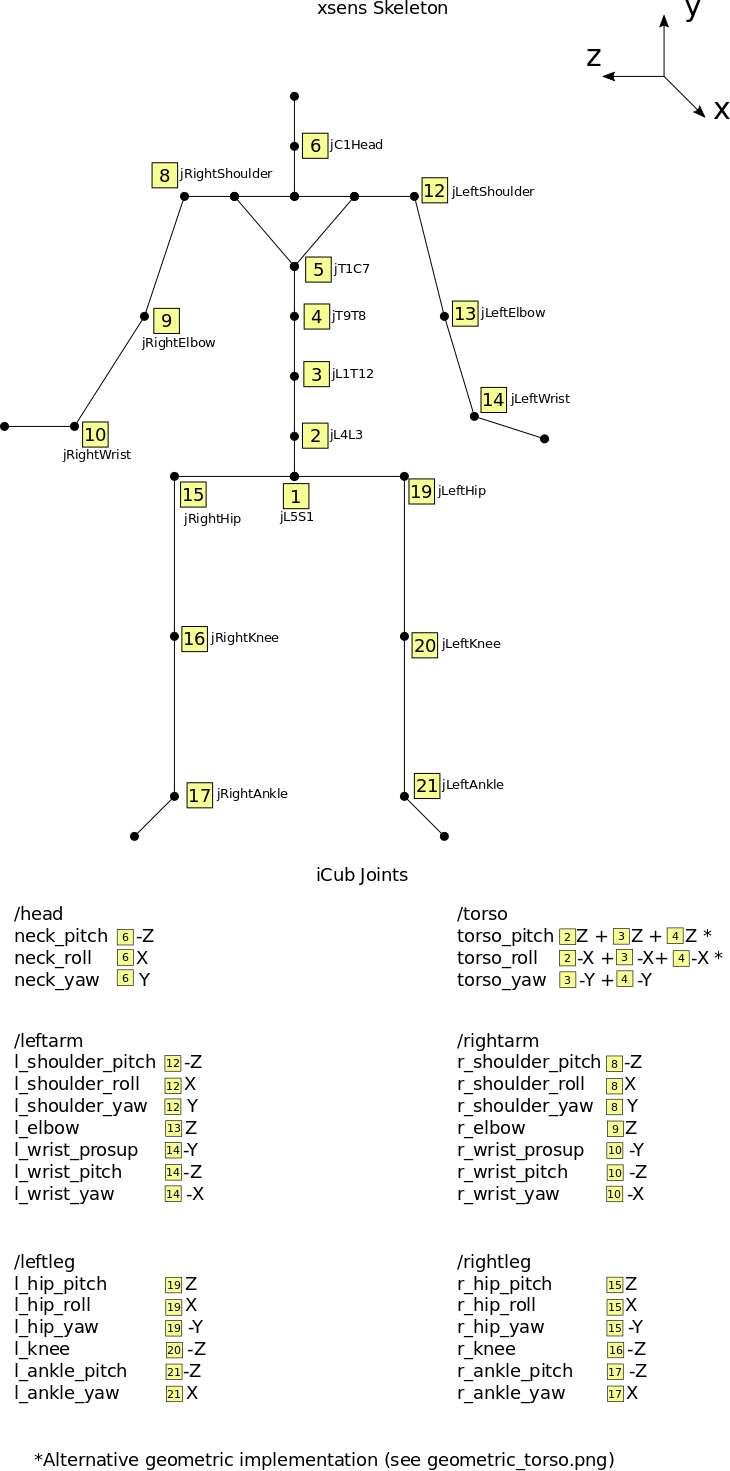 xsens Skeleton
y
z
x
6 jC1Head
8 jRightShoulder
12 jLeftShoulder
5 jT1C7
4 jT9T8
13 jLeftElbow
9
jRightElbow
3 jL1T12
14 jLeftWrist
10
jRightWrist
2 jL4L3
15
jRightHip
1
jL5S1
19 jLeftHip
16 jRightKnee
20 jLeftKnee
17 jRightAnkle
21 jLeftAnkle
iCub Joints
/head
neck_pitch 6 -Z
neck_roll 6 X
neck_yaw 6 Y
/torso
torso_pitch 2 Z + 3 Z + 4 Z *
torso_roll 2 -X + 3 -X+ 4 -X *
torso_yaw 3 -Y + 4 -Y
/leftarm
l_shoulder_pitch 12 -Z
l_shoulder_roll 12 X
l_shoulder_yaw 12 Y
l_elbow 13 Z
l_wrist_prosup 14 -Y
l_wrist_pitch 14 -Z
l_wrist_yaw 14 -X
/rightarm
r_shoulder_pitch 8 -Z
r_shoulder_roll 8 X
r_shoulder_yaw 8 Y
r_elbow 9 Z
r_wrist_prosup 10 -Y
r_wrist_pitch 10 -Z
r_wrist_yaw 10 -X
/leftleg
l_hip_pitch 19 Z
l_hip_roll 19 X
l_hip_yaw 19 -Y
l_knee 20 -Z
l_ankle_pitch 21 -Z
l_ankle_yaw 21 X
/rightleg
r_hip_pitch 15 Z
r_hip_roll 15 X
r_hip_yaw 15 -Y
r_knee 16 -Z
r_ankle_pitch 17 -Z
r_ankle_yaw 17 X
*Alternative geometric implementation (see geometric_torso.png)